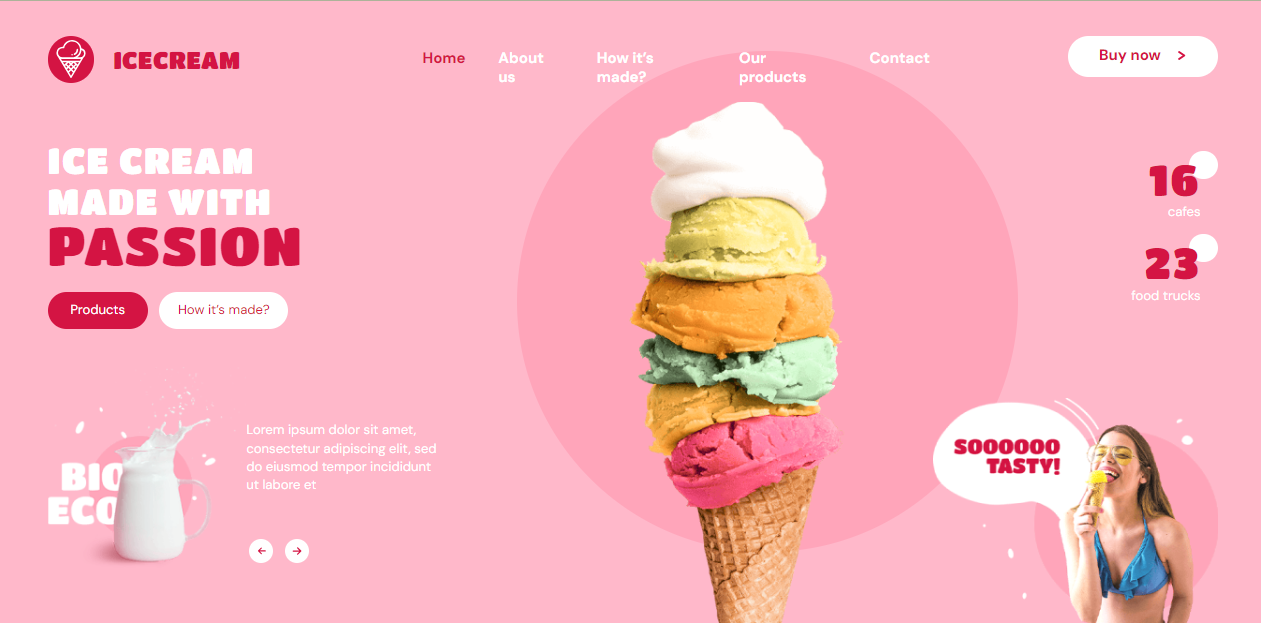 ICECREAM
Home
About
us
How it's
made?
Our
products
Contact
Buy now >
ICE CREAM
MADE WITH
PASSION
Products
How it's made?
16
cafes
23
food trucks
BIO
ECO
Lorem ipsum dolor sit amet,
consectetur adipiscing elit, sed
do eiusmod tempor incididunt
ut labore et
SOOOOOO
TASTY!